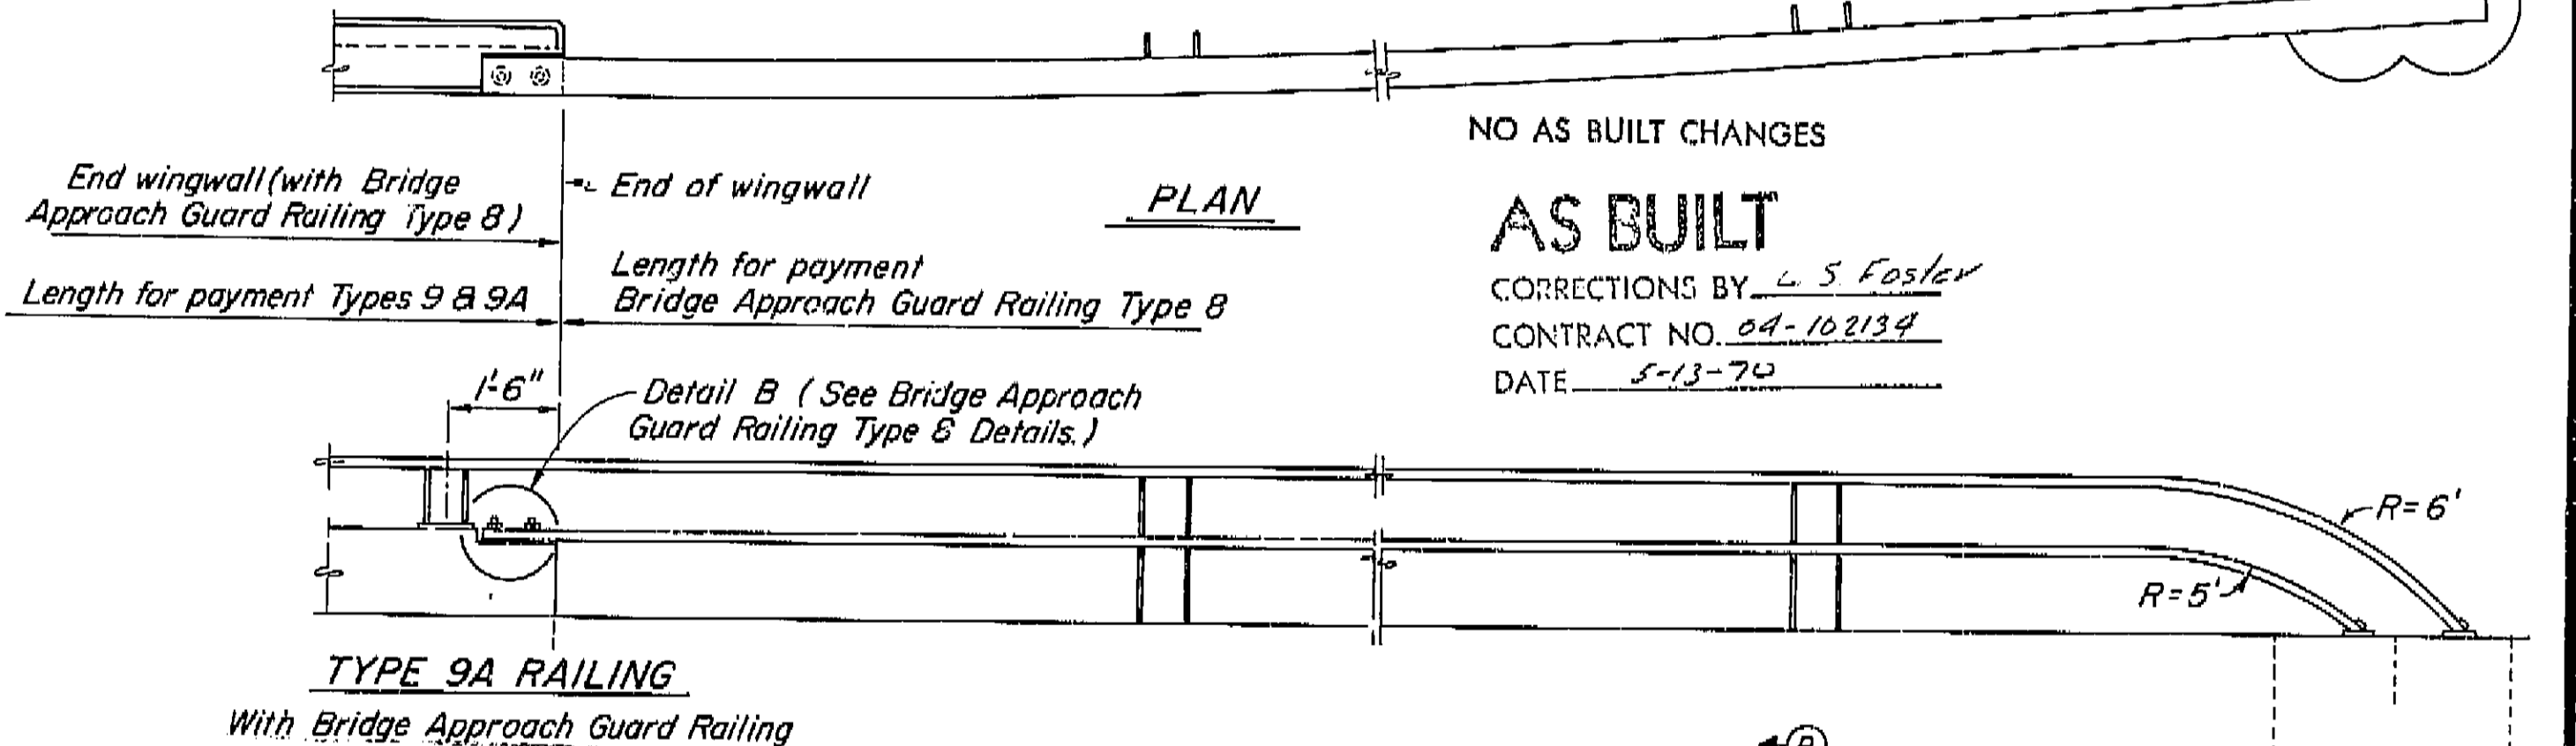 NO AS BUILT CHANGES
End wingwall (with Bridge
Approach Guard Railing Type 8)
End of wingwall
PLAN
AS BUILT
Length for payment Types 9 & 9A
Length for payment
Bridge Approach Guard Railing Type 8
CORRECTIONS BY L. S. Foster
CONTRACT NO. 04-102134
DATE 5-13-70
1'-6"
Detail B (See Bridge Approach
Guard Railing Type 8 Details.)
R=6'
R=5'
TYPE 9A RAILING
With Bridge Approach Guard Railing